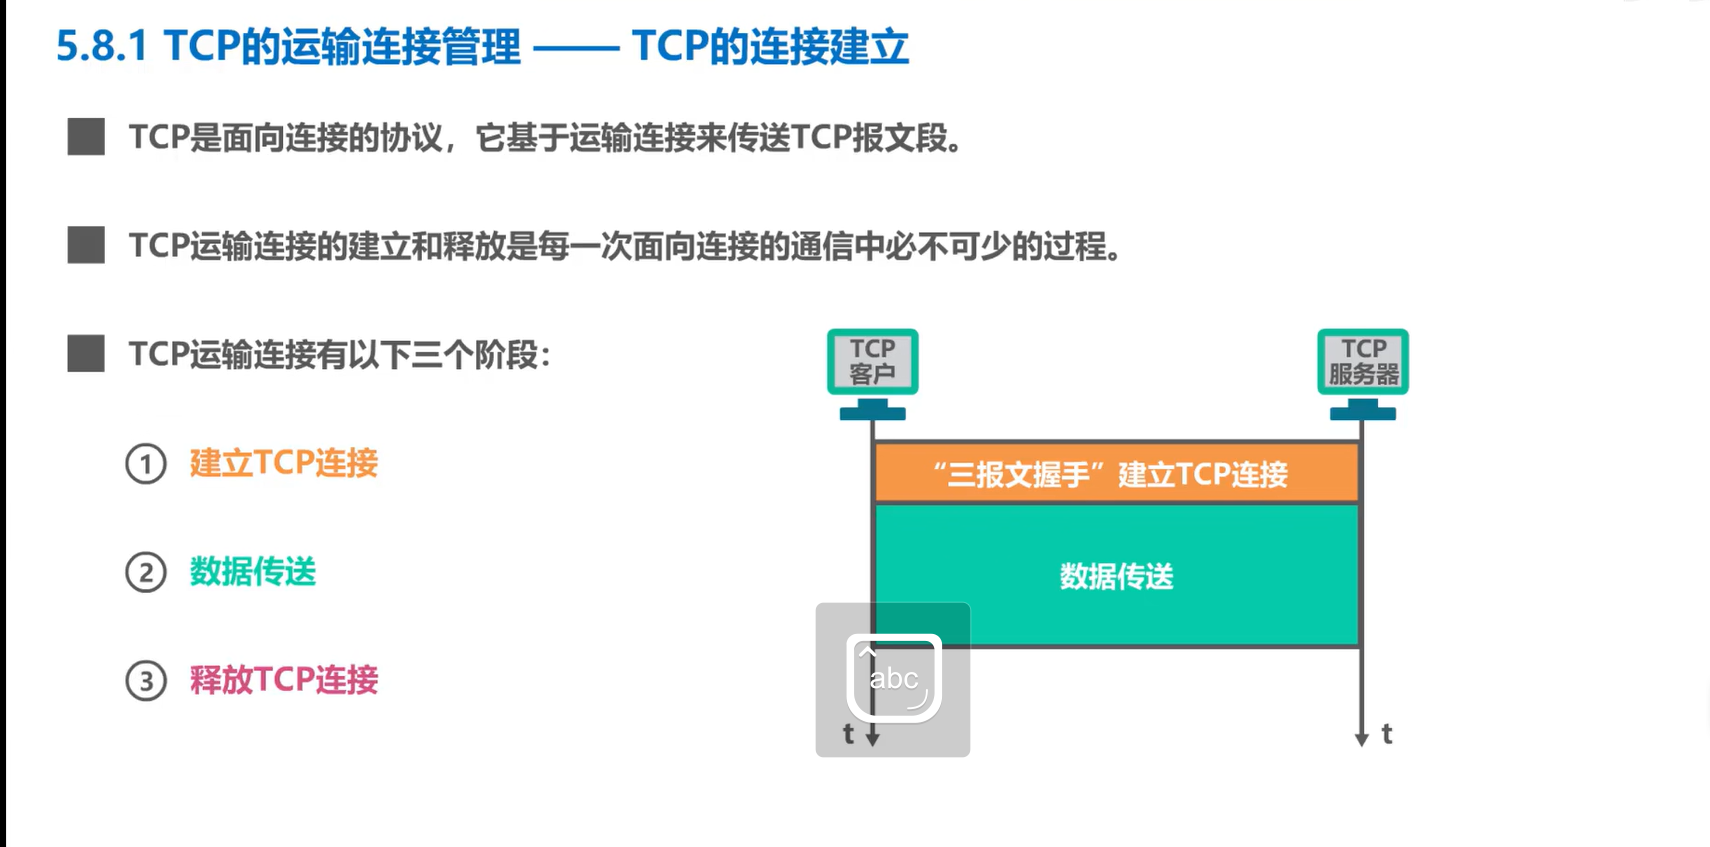 5.8.1 TCP的运输连接管理 —— TCP的连接建立
TCP是面向连接的协议，它基于运输连接来传送TCP报文段。
TCP运输连接的建立和释放是每一次面向连接的通信中必不可少的过程。
TCP运输连接有以下三个阶段：
① 建立TCP连接
② 数据传送
③ 释放TCP连接
TCP
客户
TCP
服务器
“三报文握手”建立TCP连接
数据传送
abc
t
t